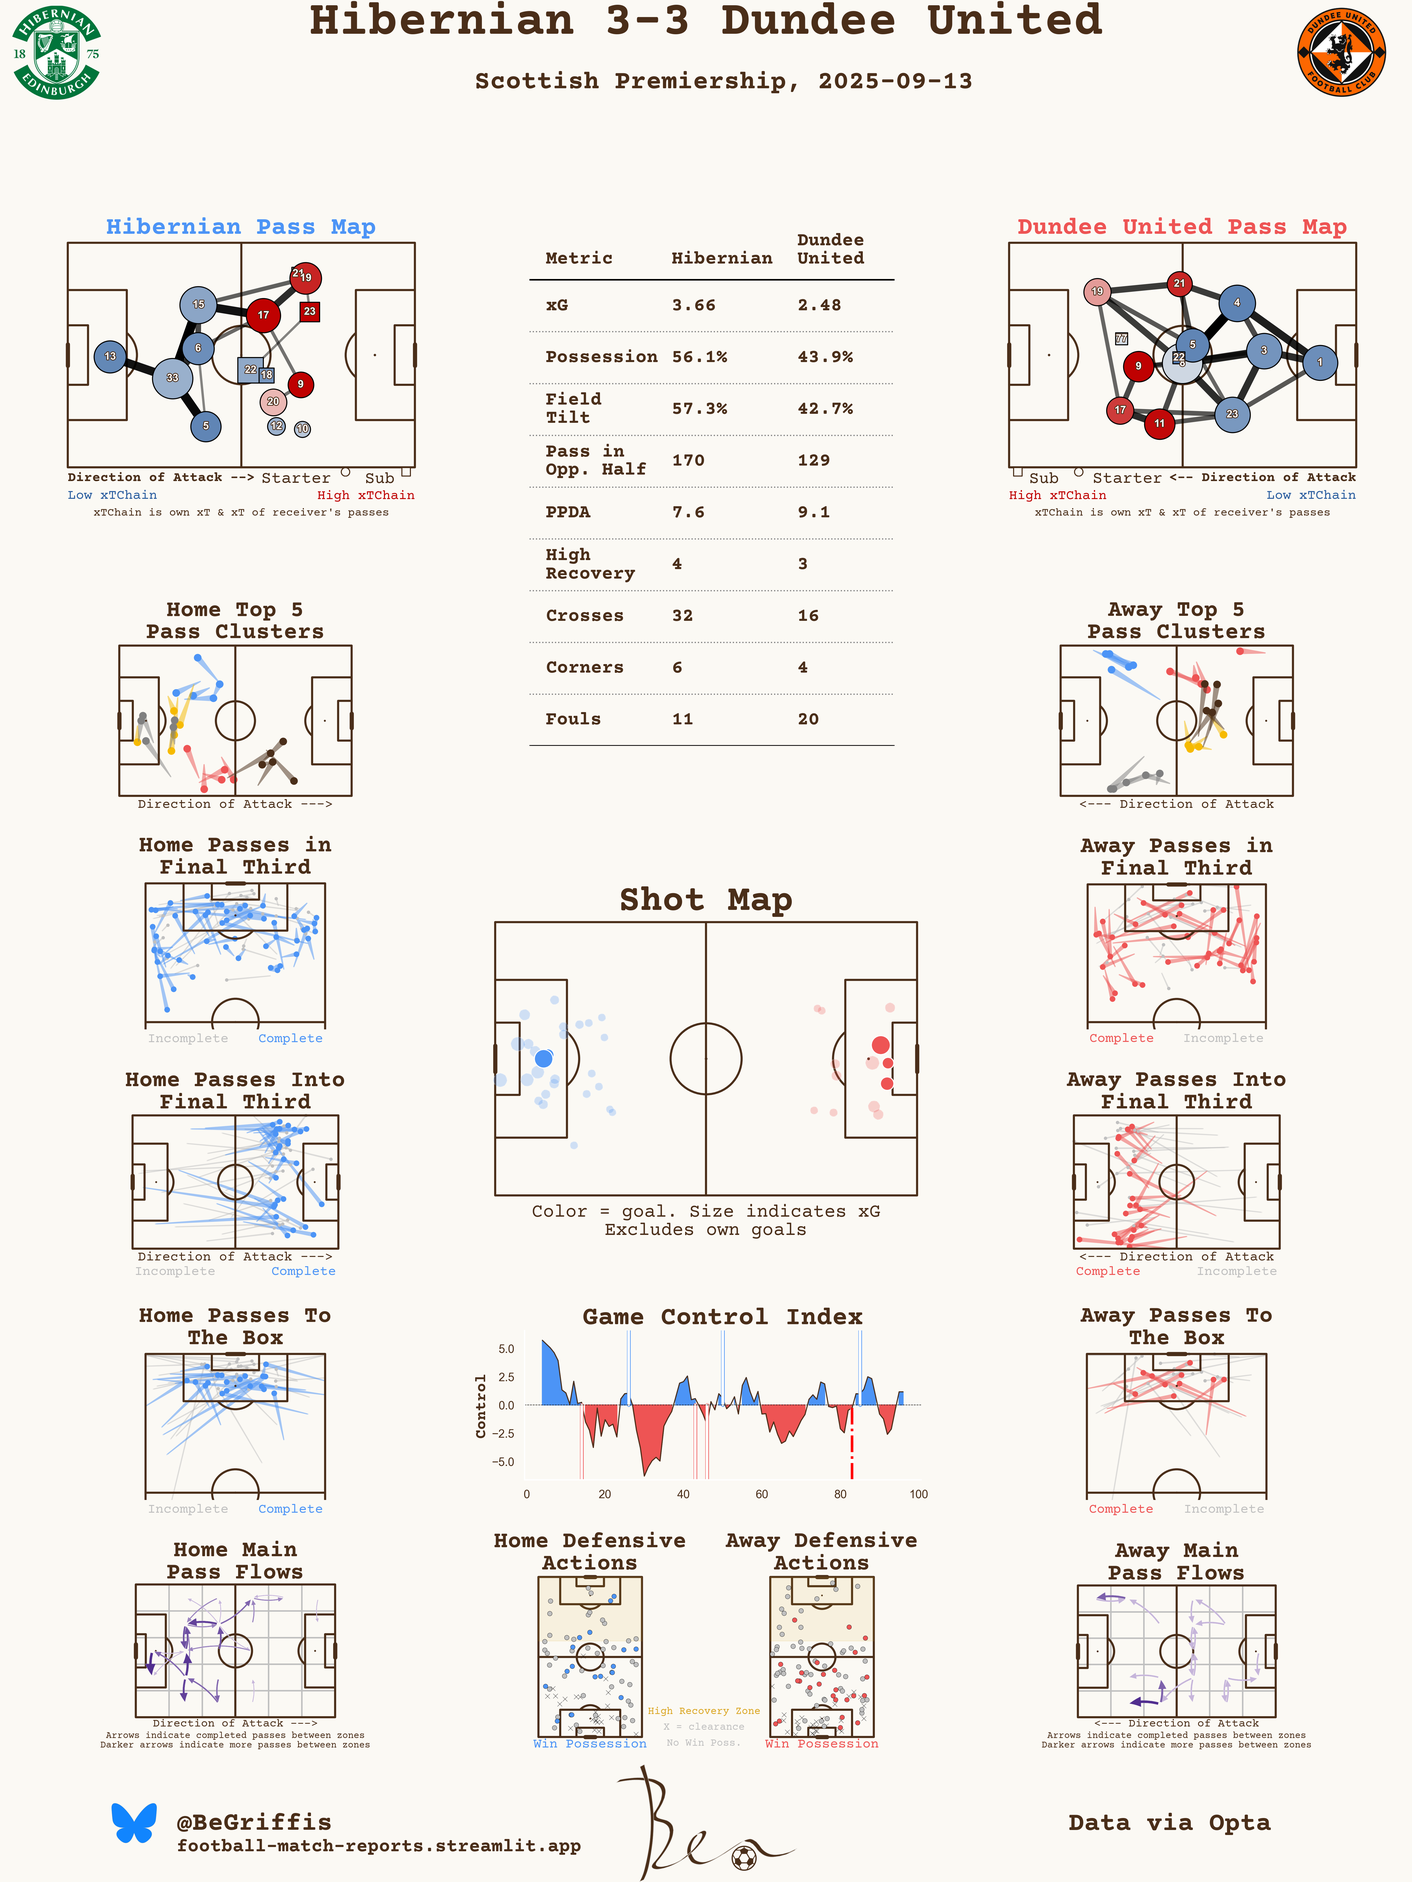 Hibernian 3-3 Dundee United
Scottish Premiership, 2025-09-13
HIBERNIAN
18 75
EDINBURGH
DUNDEE UNITED
FOOTBALL CLUB
Hibernian Pass Map
21
19
15
17
23
6
13
33
22
18
9
20
5
12
10
Direction of Attack --> Starter Sub
Low xTChain High xTChain
xTChain is own xT & xT of receiver's passes
Metric Hibernian Dundee United
xG 3.66 2.48
Possession 56.1% 43.9%
Field Tilt 57.3% 42.7%
Pass in Opp. Half 170 129
PPDA 7.6 9.1
High Recovery 4 3
Crosses 32 16
Corners 6 4
Fouls 11 20
Dundee United Pass Map
19
21
4
77
5
3
22
9
1
17
11
23
Sub Starter <-- Direction of Attack
High xTChain Low xTChain
xTChain is own xT & xT of receiver's passes
Home Top 5
Pass Clusters
Direction of Attack --->
Away Top 5
Pass Clusters
<--- Direction of Attack
Home Passes in
Final Third
Incomplete Complete
Shot Map
Color = goal. Size indicates xG
Excludes own goals
Away Passes in
Final Third
Complete Incomplete
Home Passes Into
Final Third
Direction of Attack --->
Incomplete Complete
Away Passes Into
Final Third
<--- Direction of Attack
Complete Incomplete
Home Passes To
The Box
Incomplete Complete
Game Control Index
Control
5.0
2.5
0.0
−2.5
−5.0
0 20 40 60 80 100
Away Passes To
The Box
Complete Incomplete
Home Main
Pass Flows
Direction of Attack --->
Arrows indicate completed passes between zones
Darker arrows indicate more passes between zones
Home Defensive
Actions
Win Possession
High Recovery Zone
X = clearance
No Win Poss.
Away Defensive
Actions
Win Possession
Away Main
Pass Flows
<--- Direction of Attack
Arrows indicate completed passes between zones
Darker arrows indicate more passes between zones
@BeGriffis
football-match-reports.streamlit.app
Ben
Data via Opta